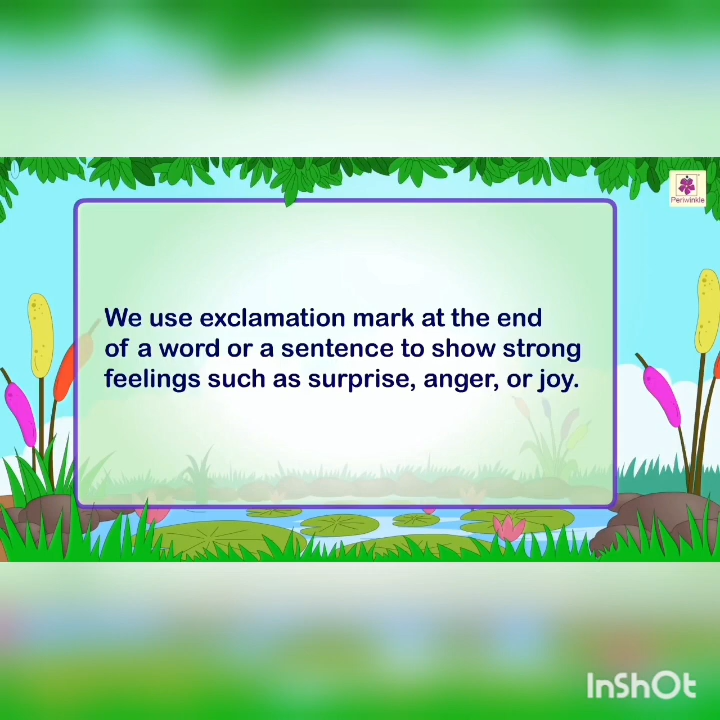 Periwinkle
We use exclamation mark at the end
of a word or a sentence to show strong
feelings such as surprise, anger, or joy.
InShOt